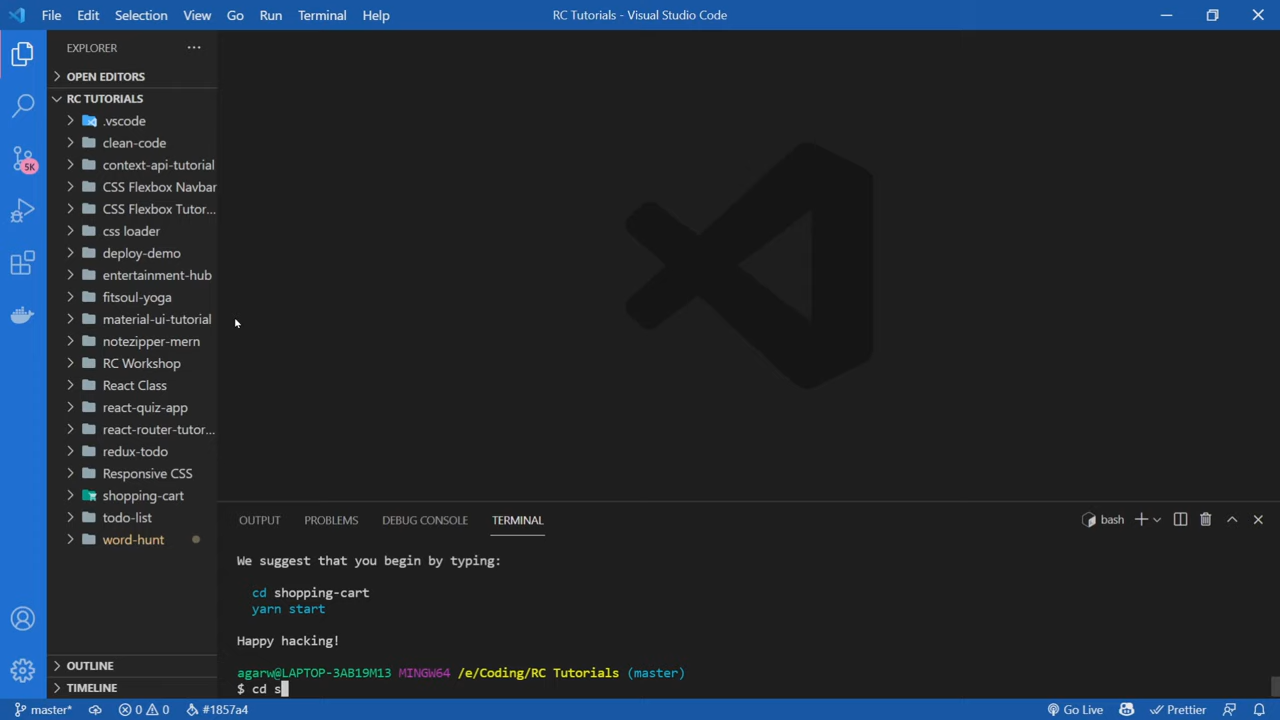 File Edit Selection View Go Run Terminal Help RC Tutorials - Visual Studio Code
EXPLORER
OPEN EDITORS
RC TUTORIALS
.vscode
clean-code
context-api-tutorial
CSS Flexbox Navbar
CSS Flexbox Tutor...
css loader
deploy-demo
entertainment-hub
fitsoul-yoga
material-ui-tutorial
notezipper-mern
RC Workshop
React Class
react-quiz-app
react-router-tutor...
redux-todo
Responsive CSS
shopping-cart
todo-list
word-hunt
OUTLINE
TIMELINE
5K
OUTPUT PROBLEMS DEBUG CONSOLE TERMINAL bash
We suggest that you begin by typing:
cd shopping-cart
yarn start
Happy hacking!
agarw@LAPTOP-3AB19M13 MINGW64 /e/Coding/RC Tutorials (master)
$ cd s
master* 0 0 #1857a4 Go Live Prettier